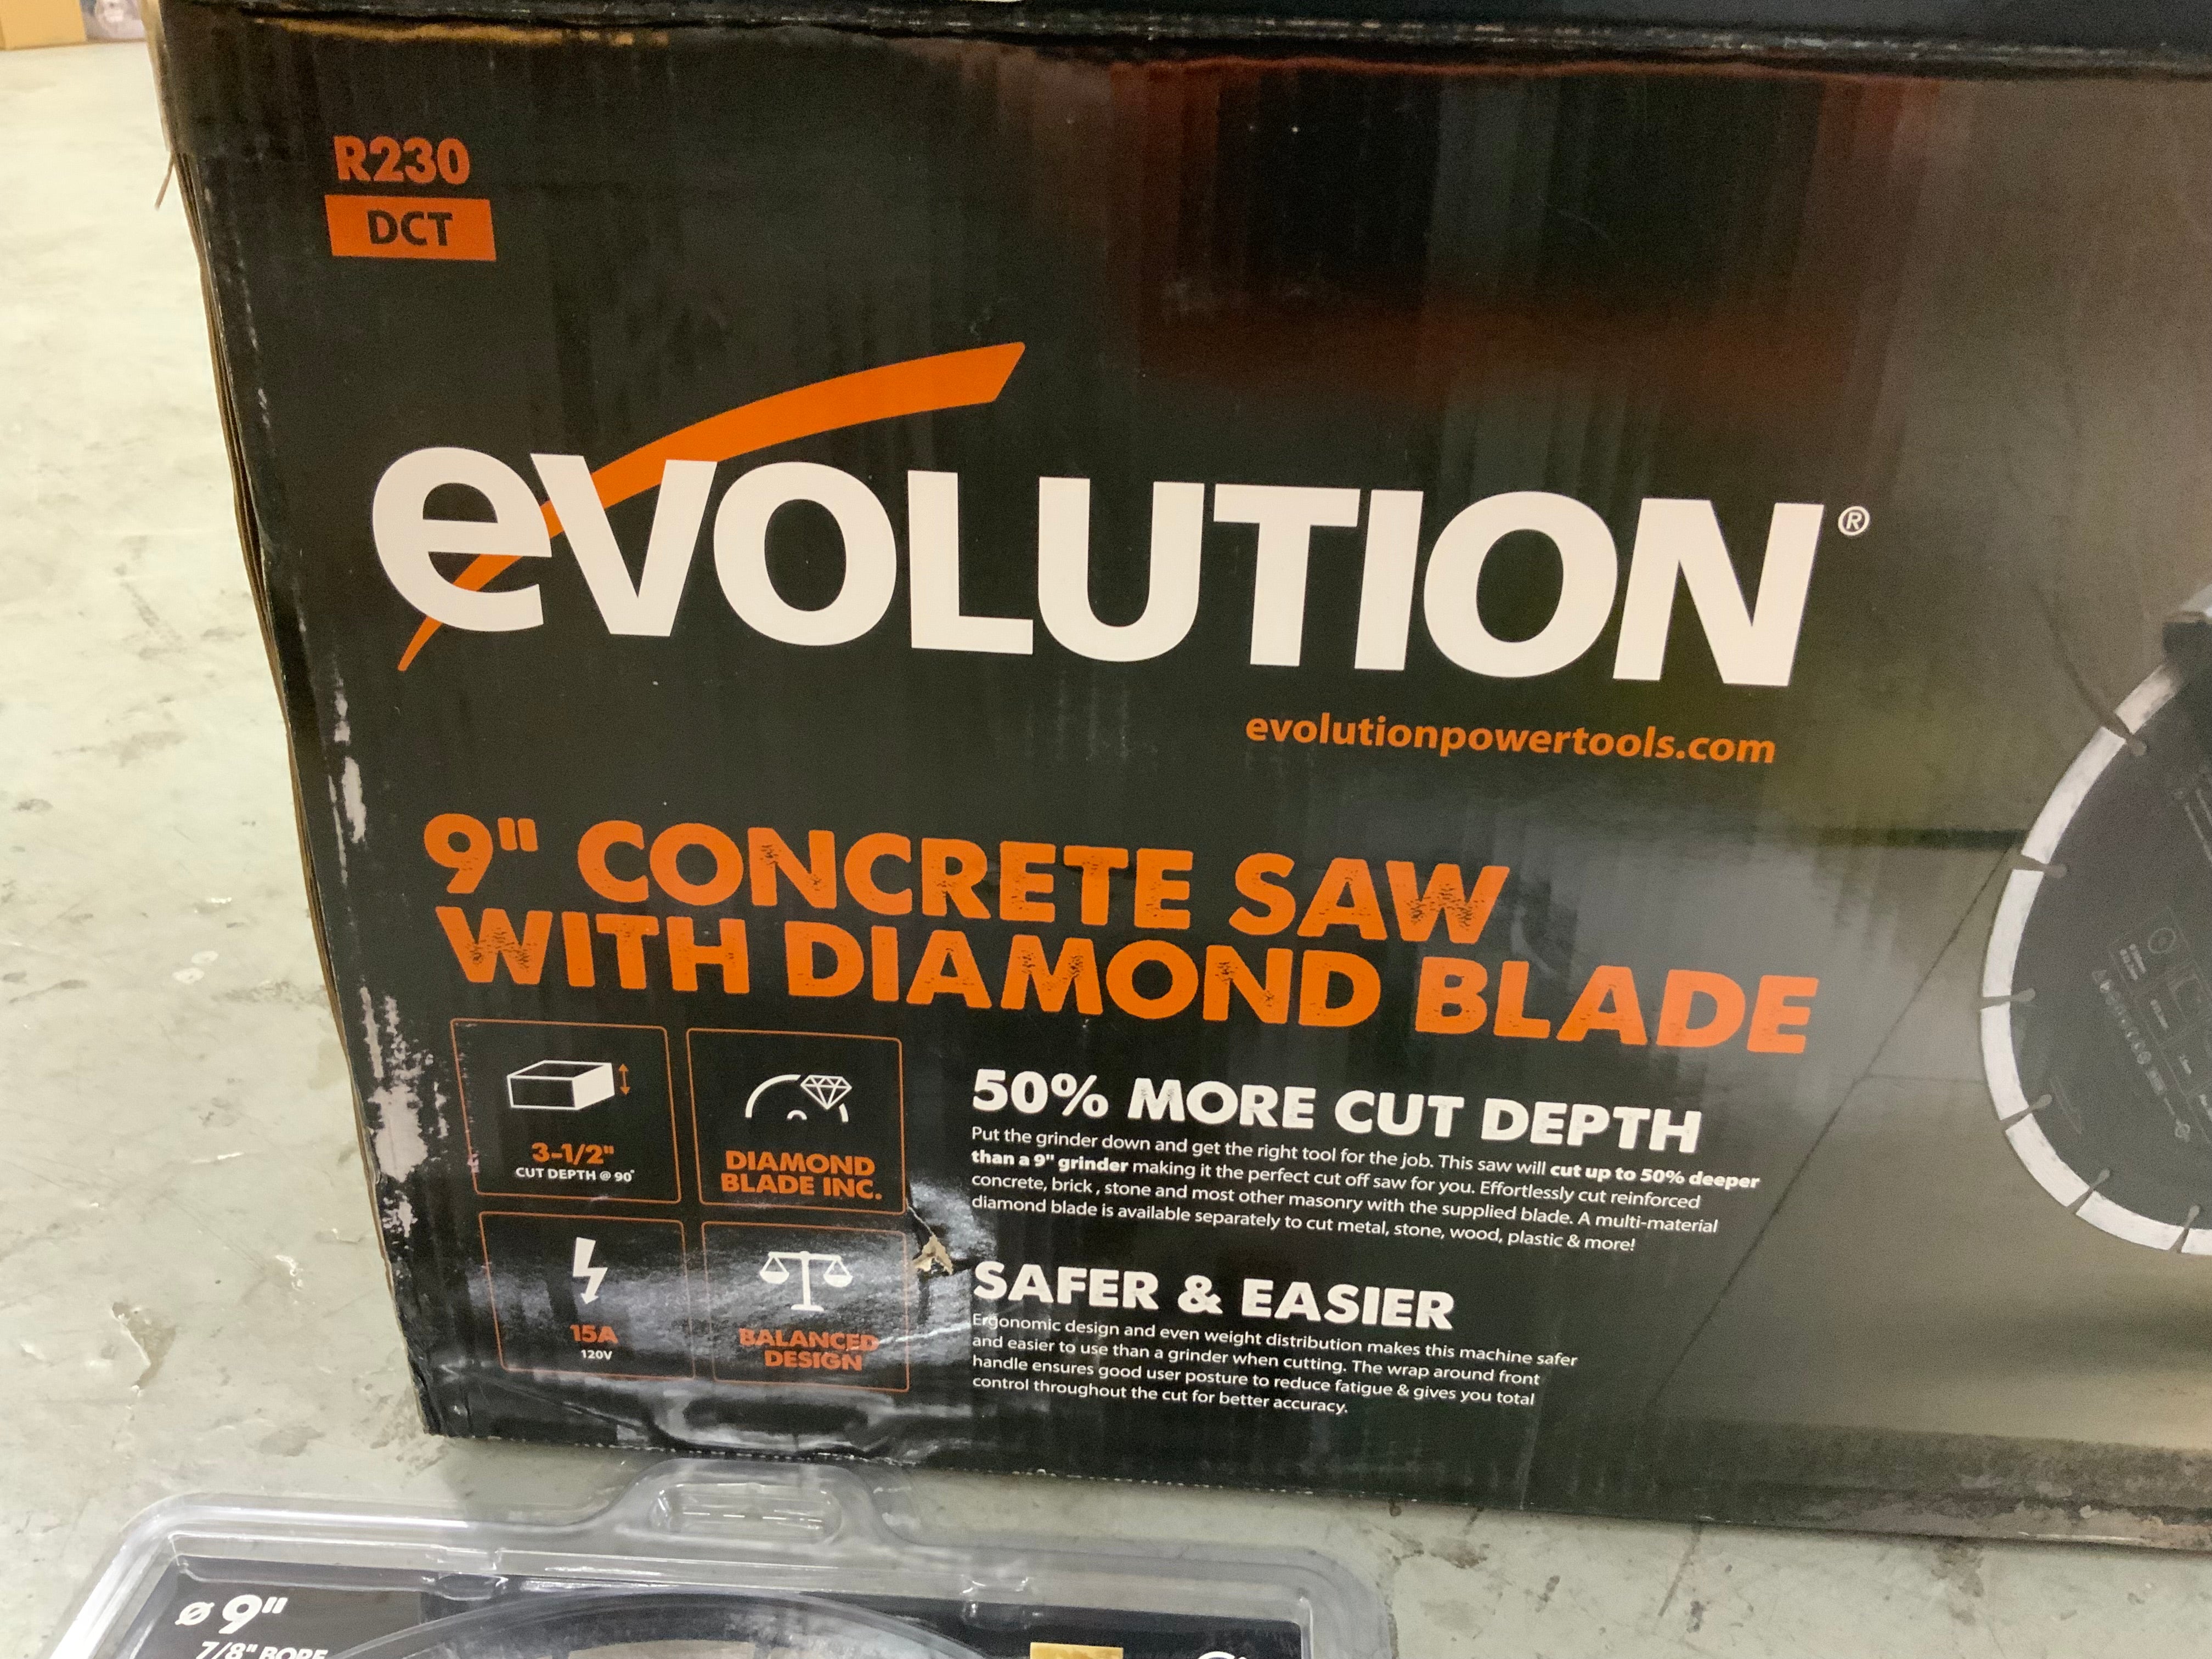 R230
DCT
eVOLUTION®
evolutionpowertools.com
9" CONCRETE SAW
WITH DIAMOND BLADE
3-1/2"
CUT DEPTH @ 90°
DIAMOND
BLADE INC.
15A
120V
BALANCED
DESIGN
50% MORE CUT DEPTH
Put the grinder down and get the right tool for the job. This saw will cut up to 50% deeper
than a 9" grinder making it the perfect cut off saw for you. Effortlessly cut reinforced
concrete, brick , stone and most other masonry with the supplied blade. A multi-material
diamond blade is available separately to cut metal, stone, wood, plastic & more!
SAFER & EASIER
Ergonomic design and even weight distribution makes this machine safer
and easier to use than a grinder when cutting. The wrap around front
handle ensures good user posture to reduce fatigue & gives you total
control throughout the cut for better accuracy.
ø 9"
7/8" BORE